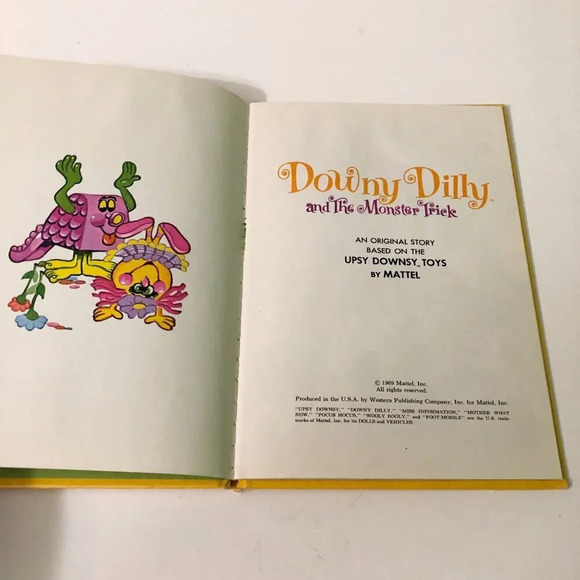 Downy Dilly™
and The Monster Trick
AN ORIGINAL STORY
BASED ON THE
UPSY DOWNSY™ TOYS
BY MATTEL
© 1969 Mattel, Inc.
All rights reserved.
Produced in the U.S.A. by Western Publishing Company, Inc. for Mattel, Inc.
"UPSY DOWNSY," "DOWNY DILLY," "MISS INFORMATION," "MOTHER WHAT
NOW," "POCUS HOCUS," "WOOLY BOOLY," and "FOOT-MOBILE" are the U.S. trade-
marks of Mattel, Inc. for its DOLLS and VEHICLES.